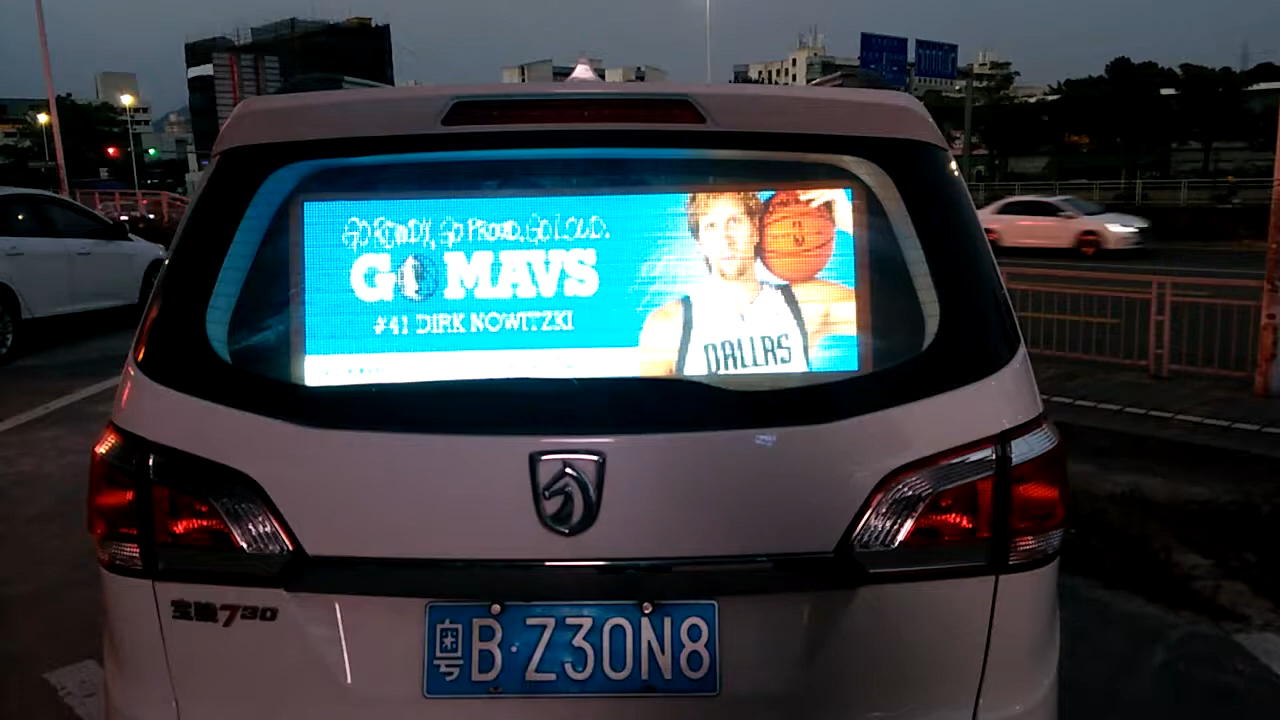 GO ROWDY, GO PROUD. GO LOUD.
GO MAVS
#41 DIRK NOWITZKI
DALLAS
宝骏730
粤B·Z30N8